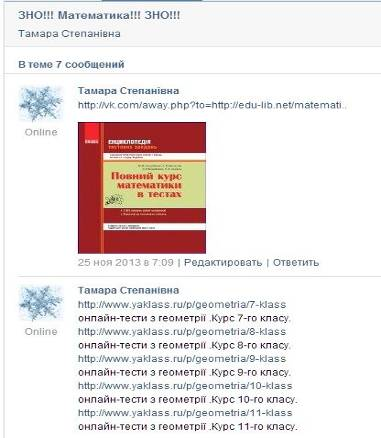 ЗНО!!! Математика!!! ЗНО!!!
Тамара Степанівна
В теме 7 сообщений
Тамара Степанівна
http://vk.com/away.php?to=http://edu-lib.net/matemati..
Online
РАНОК
ЕНЦИКЛОПЕДІЯ
ТЕСТОВИХ ЗАВДАНЬ
Повний курс
математики
в тестах
25 ноя 2013 в 7:09 | Редактировать | Ответить
Тамара Степанівна
http://www.yaklass.ru/p/geometria/7-klass
Online
онлайн-тести з геометрії .Курс 7-го класу.
http://www.yaklass.ru/p/geometria/8-klass
онлайн-тести з геометрії .Курс 8-го класу.
http://www.yaklass.ru/p/geometria/9-klass
онлайн-тести з геометрії .Курс 9-го класу.
http://www.yaklass.ru/p/geometria/10-klass
онлайн-тести з геометрії .Курс 10-го класу.
http://www.yaklass.ru/p/geometria/11-klass
онлайн-тести з геометрії .Курс 11-го класу.